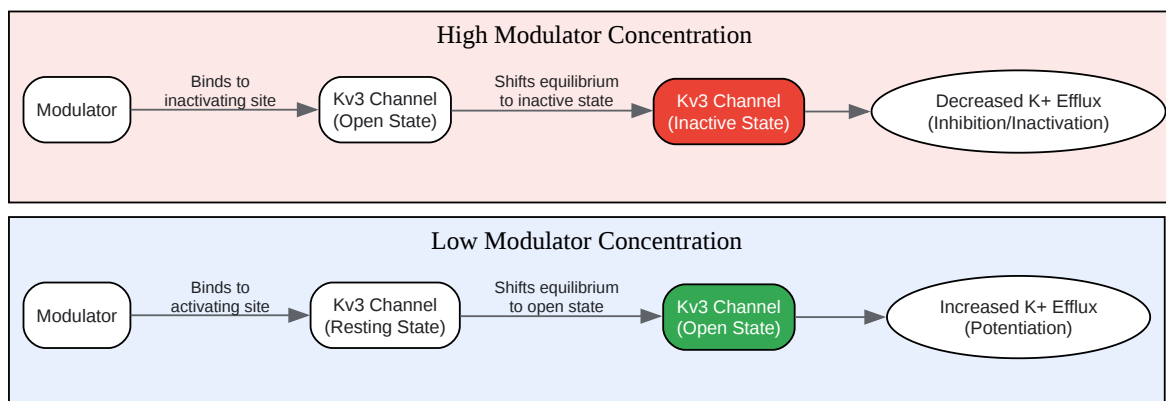 High Modulator Concentration
Modulator
Binds to
inactivating site
Kv3 Channel
(Open State)
Shifts equilibrium
to inactive state
Kv3 Channel
(Inactive State)
Decreased K+ Efflux
(Inhibition/Inactivation)
Low Modulator Concentration
Modulator
Binds to
activating site
Kv3 Channel
(Resting State)
Shifts equilibrium
to open state
Kv3 Channel
(Open State)
Increased K+ Efflux
(Potentiation)